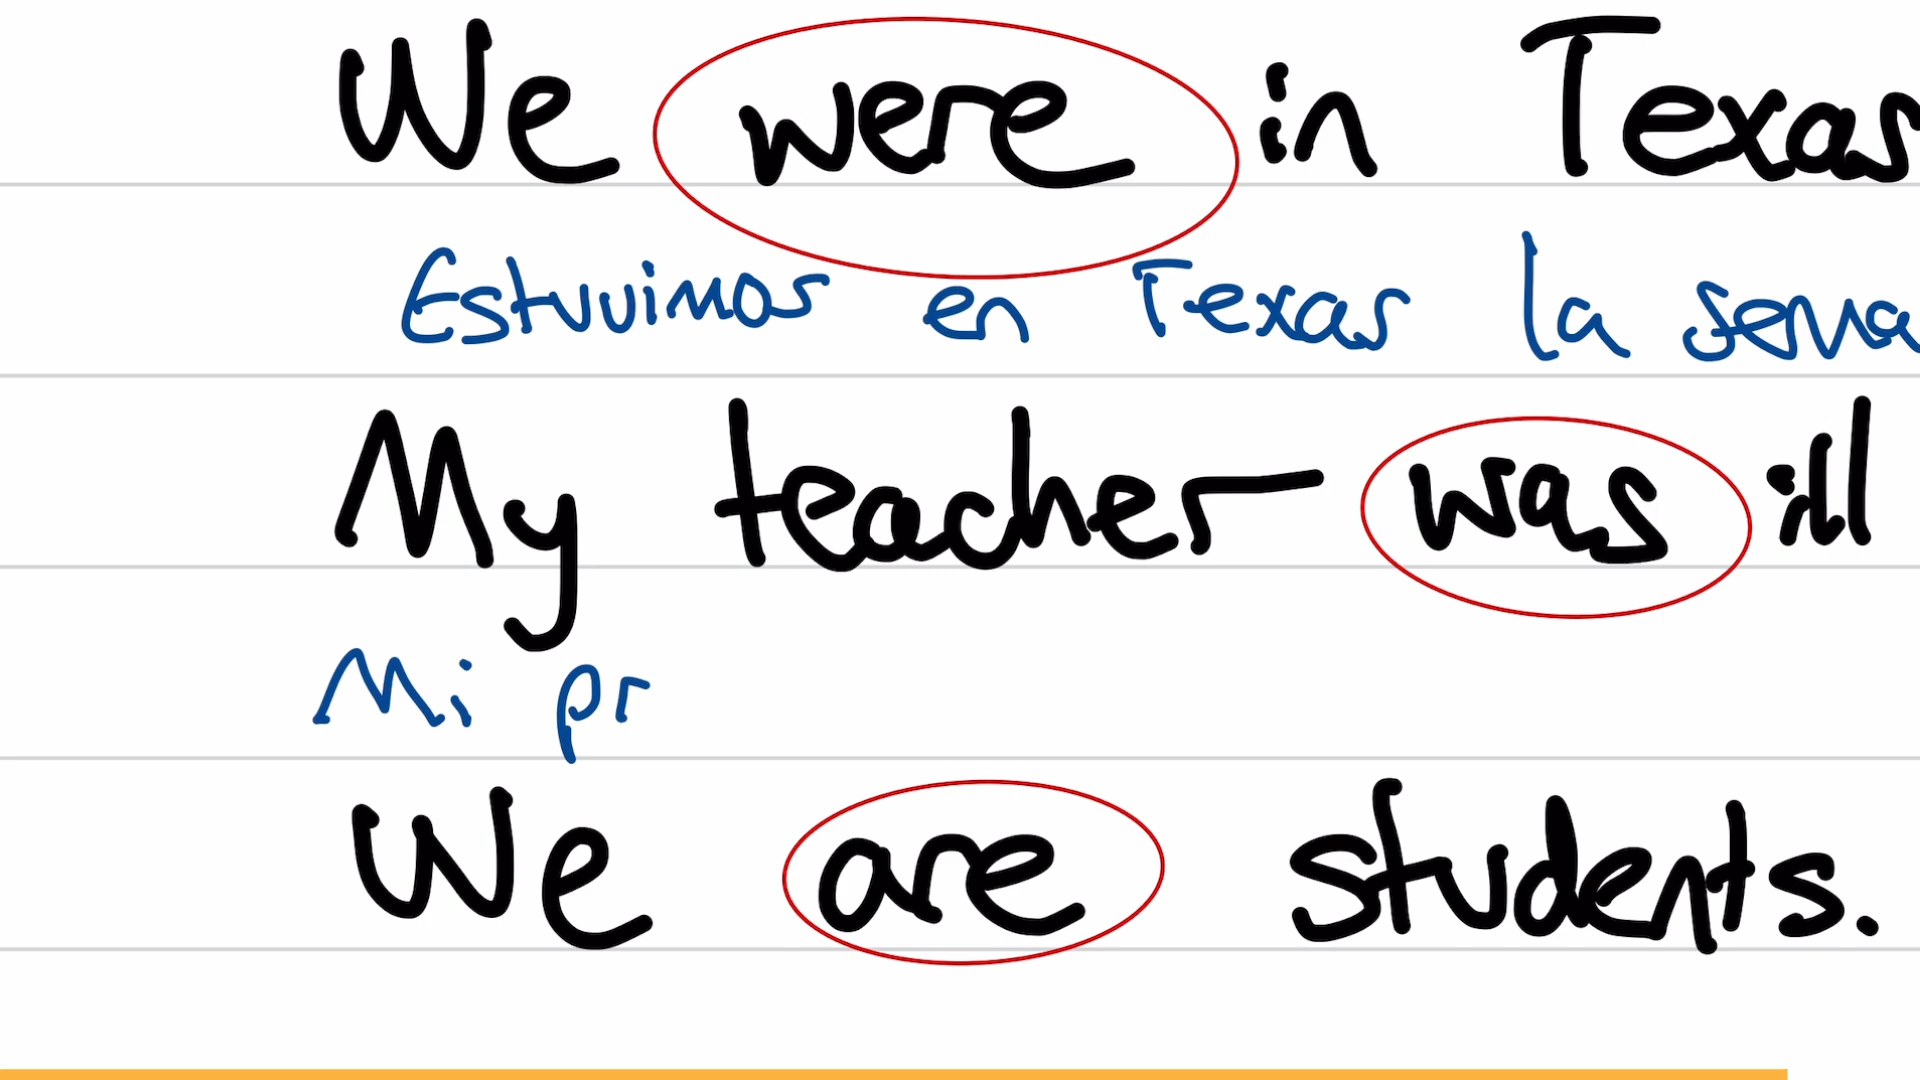 We were in Texas
Estuvimos en Texas la sema
My teacher was ill
Mi pr
We are students.